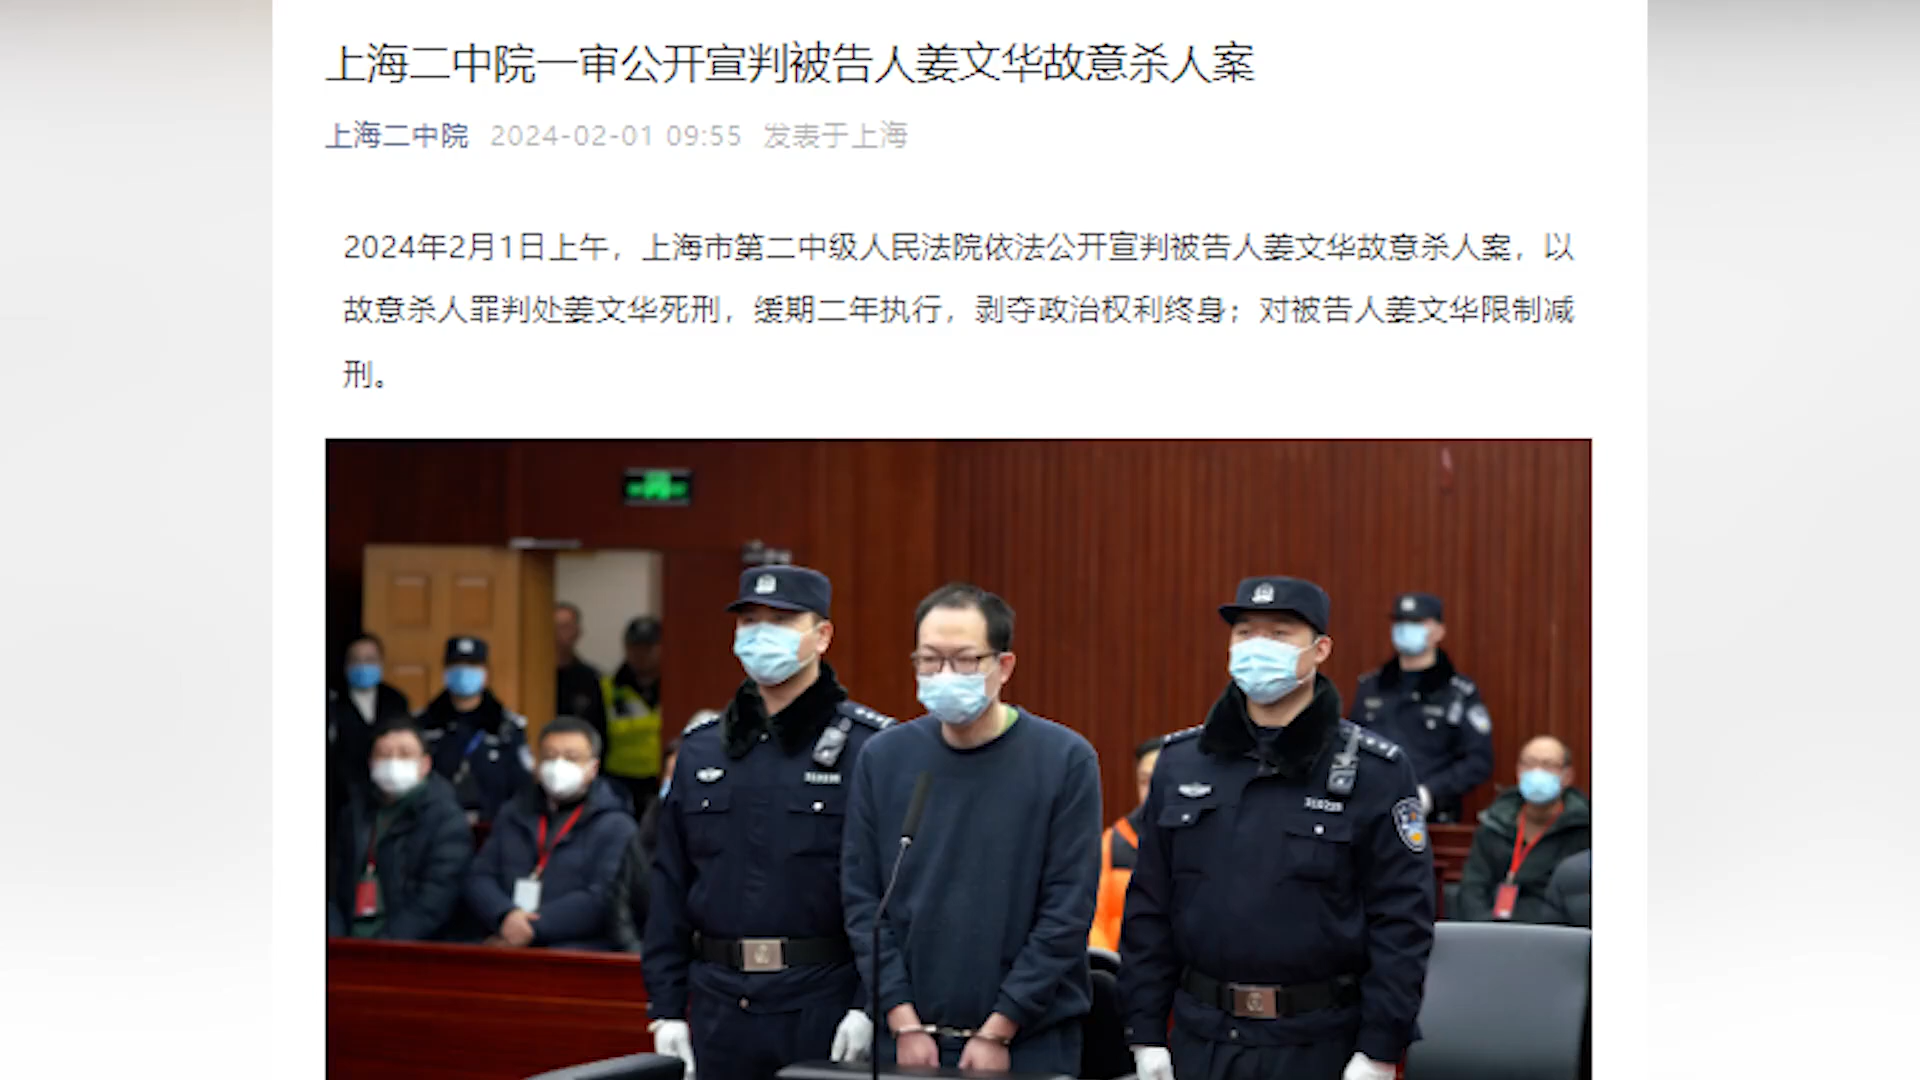 上海二中院一审公开宣判被告人姜文华故意杀人案
上海二中院 2024-02-01 09:55 发表于上海
2024年2月1日上午，上海市第二中级人民法院依法公开宣判被告人姜文华故意杀人案，以
故意杀人罪判处姜文华死刑，缓期二年执行，剥夺政治权利终身；对被告人姜文华限制减
刑。